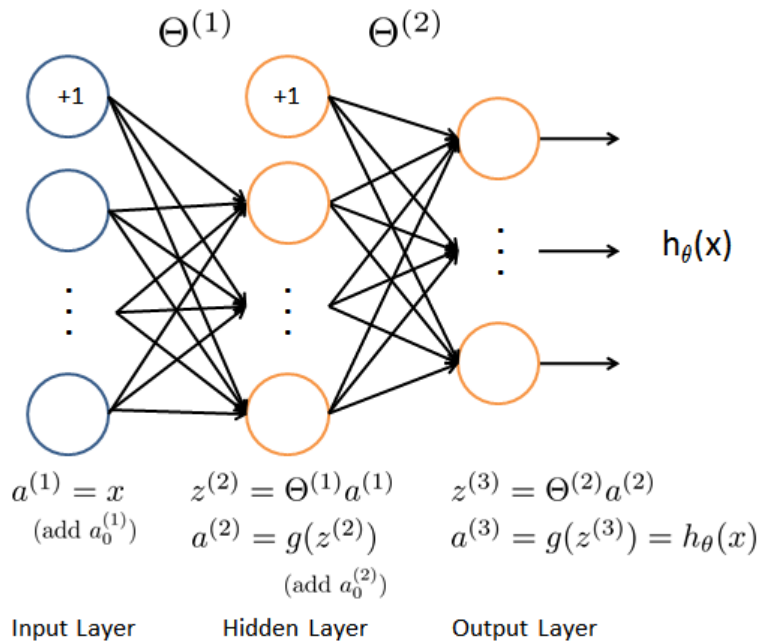 Θ^(1) Θ^(2)
+1 +1
⋮ ⋮ ⋮ h_θ(x)
a^(1) = x z^(2) = Θ^(1)a^(1) z^(3) = Θ^(2)a^(2)
(add a_0^(1)) a^(2) = g(z^(2)) a^(3) = g(z^(3)) = h_θ(x)
(add a_0^(2))
Input Layer Hidden Layer Output Layer